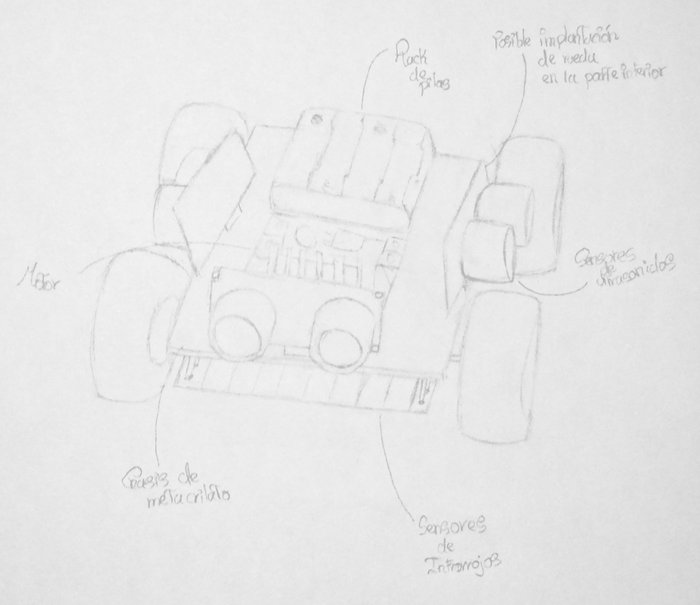 Rack
de
pilas
Posible implantación
de rueda
en la parte interior
Motor
Sensores
de
ultrasonidos
Chasis de
metacrilato
Sensores
de
Infrarrojos